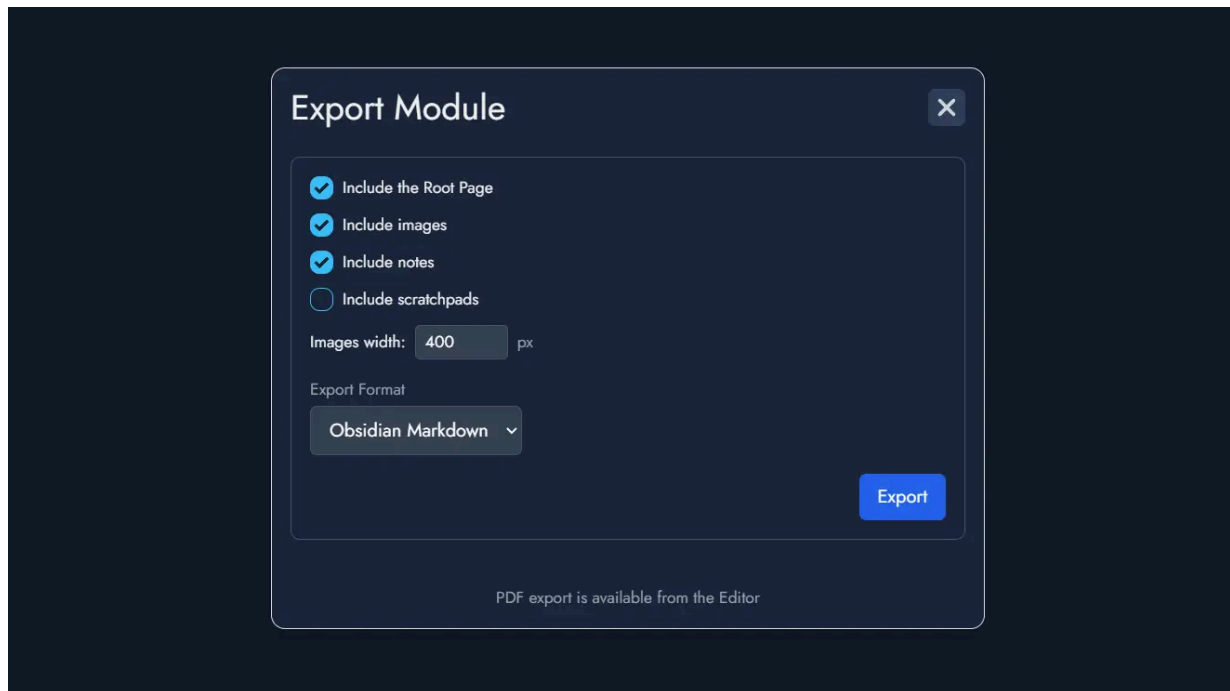 Export Module
Include the Root Page
Include images
Include notes
Include scratchpads
Images width: 400 px
Export Format
Obsidian Markdown
Export
PDF export is available from the Editor